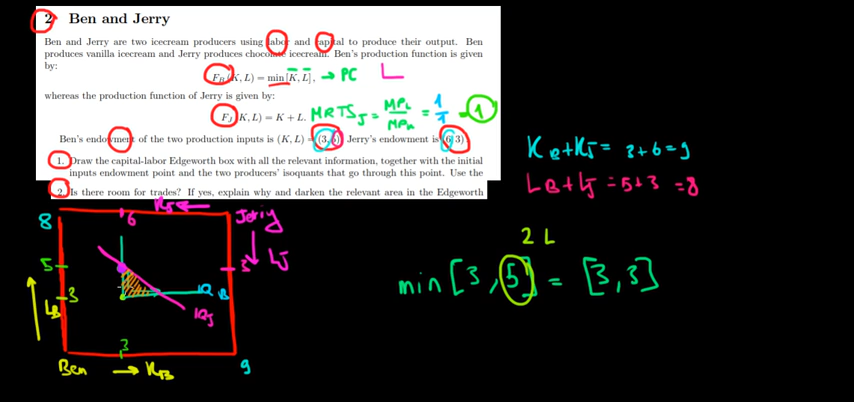 2 Ben and Jerry
Ben and Jerry are two icecream producers using labor and capital to produce their output. Ben
produces vanilla icecream and Jerry produces chocolate icecream. Ben's production function is given
by:
F_B(K, L) = min[K, L], → PC L
whereas the production function of Jerry is given by:
F_J(K, L) = K + L. MRTS_J = MP_L/MP_K = 1/1 = 1
Ben's endowment of the two production inputs is (K, L) = (3, 5) Jerry's endowment is (6, 3)
1. Draw the capital-labor Edgeworth box with all the relevant information, together with the initial
inputs endowment point and the two producers' isoquants that go through this point. Use the
2. Is there room for trades? If yes, explain why and darken the relevant area in the Edgeworth
K_B+K_J = 3+6=9
L_B+L_J = 5+3 =8
2 L
min [3, 5] = [3, 3]
K_J ←
8 6 Jerry
↓ L_J
5 3
L_B 3 IQ_B
IQ_J
3
Ben → K_B 9